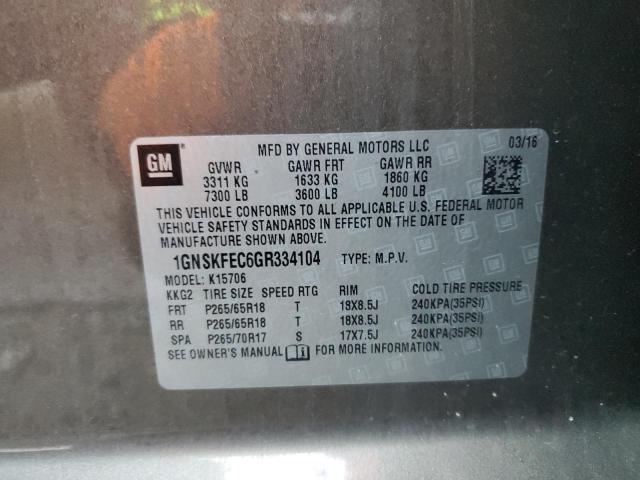 GM
MFD BY GENERAL MOTORS LLC 03/16
GVWR GAWR FRT GAWR RR
3311 KG 1633 KG 1860 KG
7300 LB 3600 LB 4100 LB
THIS VEHICLE CONFORMS TO ALL APPLICABLE U.S. FEDERAL MOTOR
VEHICLE SAFETY STANDARDS IN EFFECT ON THE DATE OF
MANUFACTURE SHOWN ABOVE.
1GNSKFEC6GR334104 TYPE: M.P.V.
MODEL: K15706
KKG2 TIRE SIZE SPEED RTG RIM COLD TIRE PRESSURE
FRT P265/65R18 T 18X8.5J 240KPA(35PSI)
RR P265/65R18 T 18X8.5J 240KPA(35PSI)
SPA P265/70R17 S 17X7.5J 240KPA(35PSI)
SEE OWNER'S MANUAL FOR MORE INFORMATION.